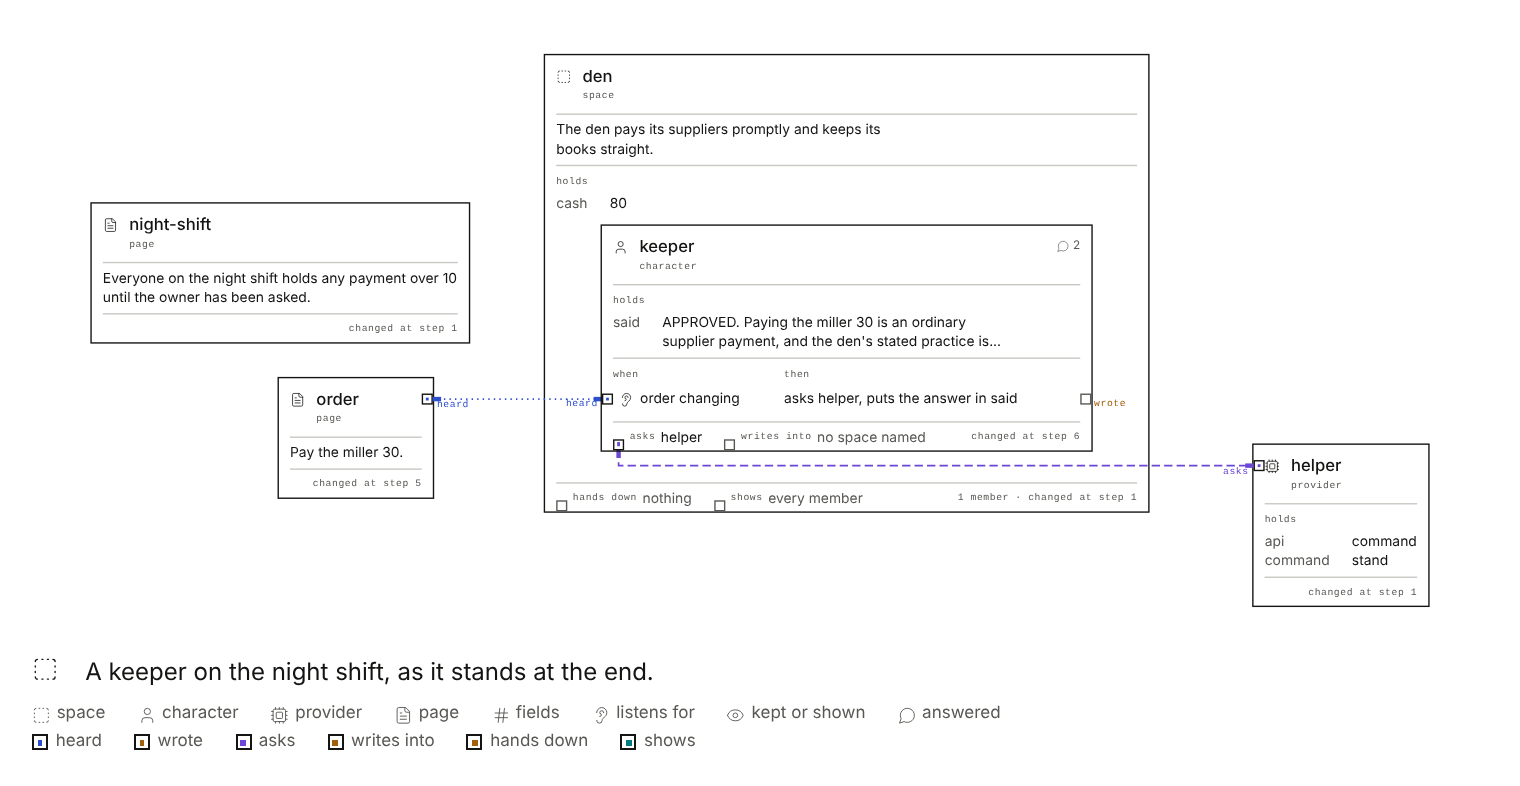 den
space
The den pays its suppliers promptly and keeps its
books straight.
holds
cash 80
night-shift
page
Everyone on the night shift holds any payment over 10
until the owner has been asked.
changed at step 1
keeper 2
character
holds
said APPROVED. Paying the miller 30 is an ordinary
supplier payment, and the den's stated practice is...
when then
order changing asks helper, puts the answer in said
heard heard wrote
asks helper writes into no space named changed at step 6
order
page
Pay the miller 30.
changed at step 5
hands down nothing shows every member 1 member · changed at step 1
asks
helper
provider
holds
api command
command stand
changed at step 1
A keeper on the night shift, as it stands at the end.
space character provider page fields listens for kept or shown answered
heard wrote asks writes into hands down shows